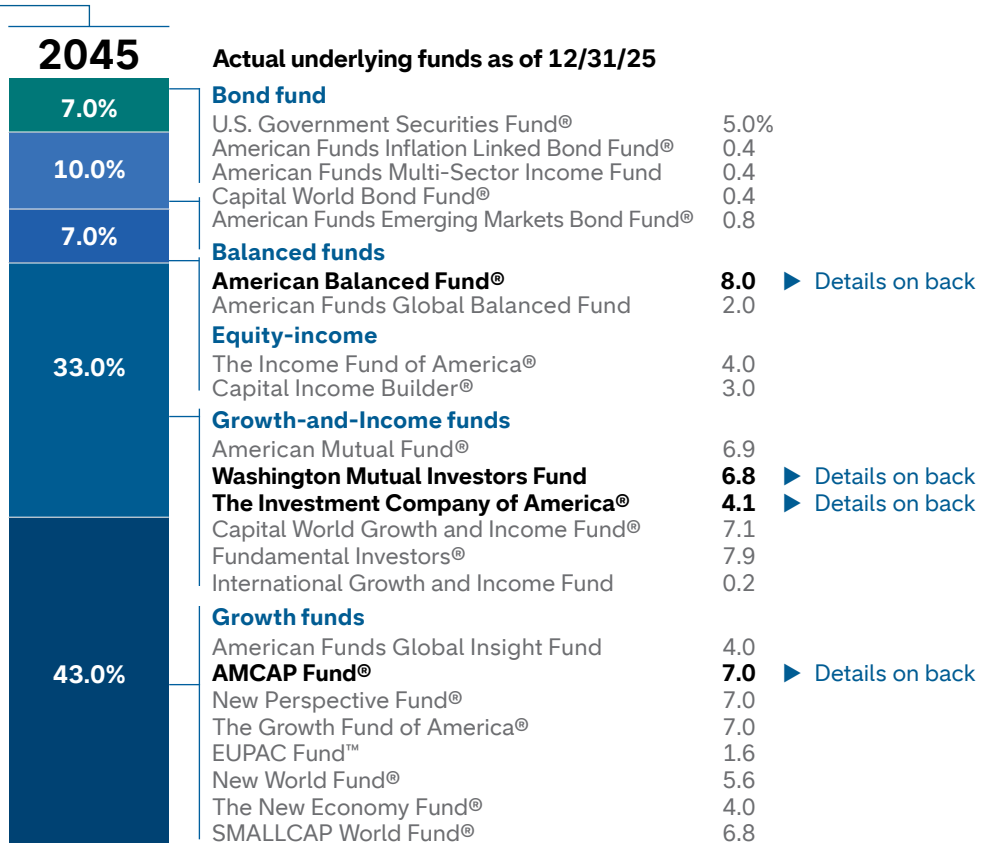 2045
Actual underlying funds as of 12/31/25
7.0%
10.0%
7.0%
33.0%
43.0%
Bond fund
U.S. Government Securities Fund® 5.0%
American Funds Inflation Linked Bond Fund® 0.4
American Funds Multi-Sector Income Fund 0.4
Capital World Bond Fund® 0.4
American Funds Emerging Markets Bond Fund® 0.8
Balanced funds
American Balanced Fund® 8.0 ▶ Details on back
American Funds Global Balanced Fund 2.0
Equity-income
The Income Fund of America® 4.0
Capital Income Builder® 3.0
Growth-and-Income funds
American Mutual Fund® 6.9
Washington Mutual Investors Fund 6.8 ▶ Details on back
The Investment Company of America® 4.1 ▶ Details on back
Capital World Growth and Income Fund® 7.1
Fundamental Investors® 7.9
International Growth and Income Fund 0.2
Growth funds
American Funds Global Insight Fund 4.0
AMCAP Fund® 7.0 ▶ Details on back
New Perspective Fund® 7.0
The Growth Fund of America® 7.0
EUPAC Fund™ 1.6
New World Fund® 5.6
The New Economy Fund® 4.0
SMALLCAP World Fund® 6.8